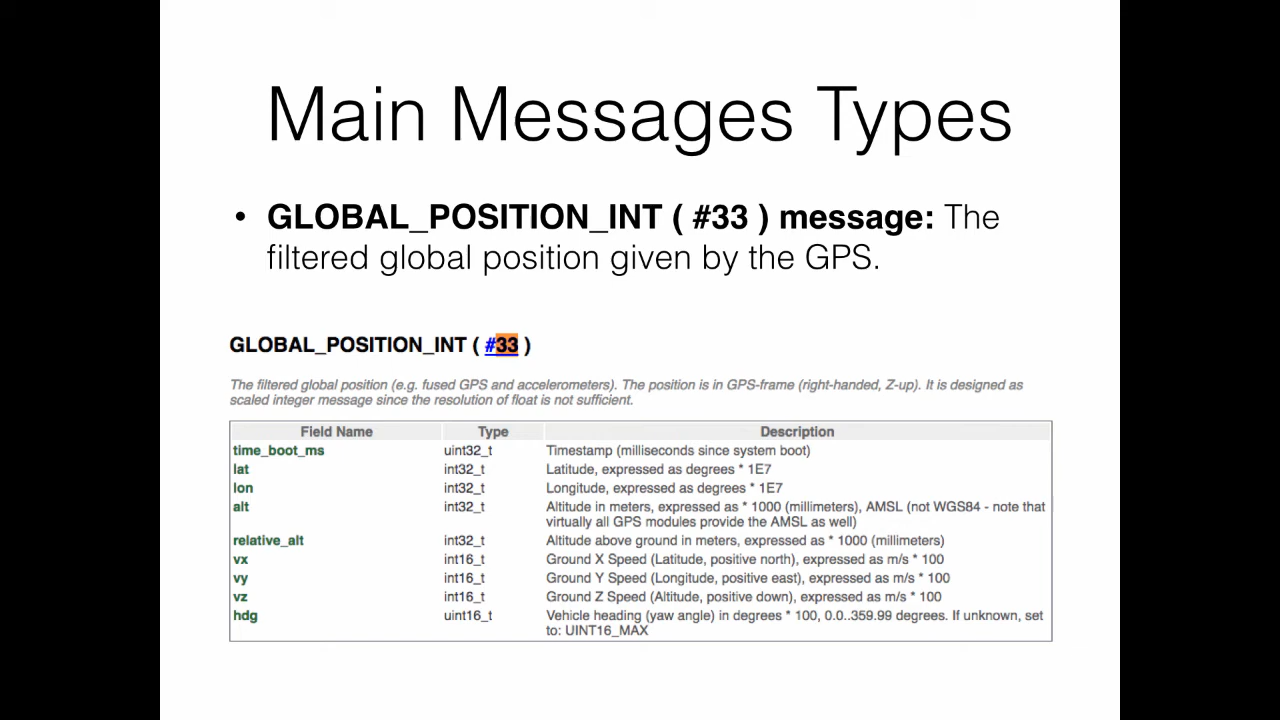 Main Messages Types
• GLOBAL_POSITION_INT ( #33 ) message: The
filtered global position given by the GPS.
GLOBAL_POSITION_INT ( #33 )
The filtered global position (e.g. fused GPS and accelerometers). The position is in GPS-frame (right-handed, Z-up). It is designed as
scaled integer message since the resolution of float is not sufficient.
Field Name Type Description
time_boot_ms uint32_t Timestamp (milliseconds since system boot)
lat int32_t Latitude, expressed as degrees * 1E7
lon int32_t Longitude, expressed as degrees * 1E7
alt int32_t Altitude in meters, expressed as * 1000 (millimeters), AMSL (not WGS84 - note that
virtually all GPS modules provide the AMSL as well)
relative_alt int32_t Altitude above ground in meters, expressed as * 1000 (millimeters)
vx int16_t Ground X Speed (Latitude, positive north), expressed as m/s * 100
vy int16_t Ground Y Speed (Longitude, positive east), expressed as m/s * 100
vz int16_t Ground Z Speed (Altitude, positive down), expressed as m/s * 100
hdg uint16_t Vehicle heading (yaw angle) in degrees * 100, 0.0..359.99 degrees. If unknown, set
to: UINT16_MAX